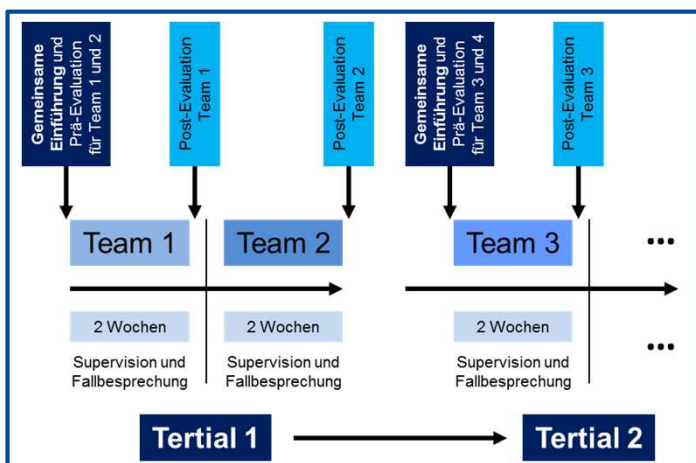 Gemeinsame
Einführung und
Prä-Evaluation
für Team 1 und 2
Post-Evaluation
Team 1
Post-Evaluation
Team 2
Gemeinsame
Einführung und
Prä-Evaluation
für Team 3 und 4
Post-Evaluation
Team 3
Team 1
Team 2
Team 3
...
2 Wochen
2 Wochen
2 Wochen
...
Supervision und
Fallbesprechung
Supervision und
Fallbesprechung
Supervision und
Fallbesprechung
Tertial 1
Tertial 2